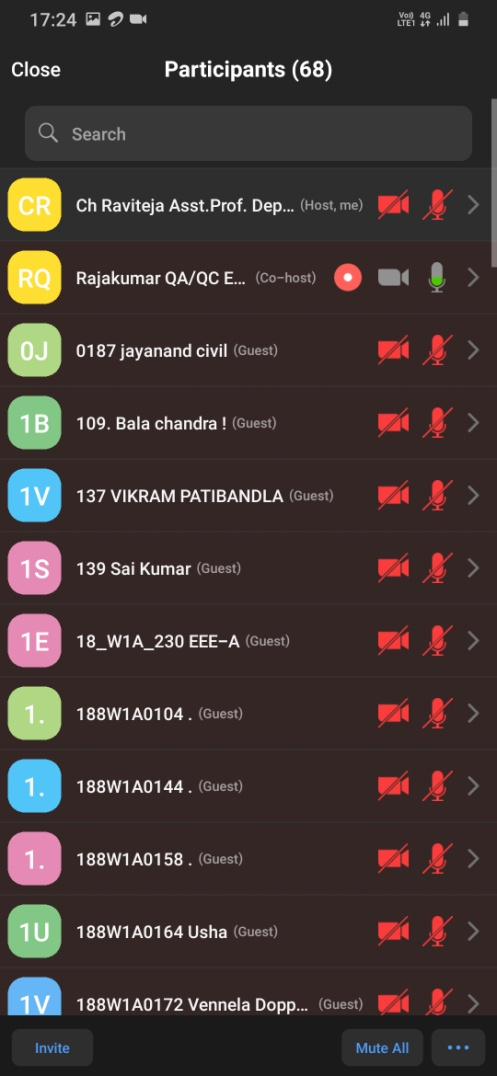 17:24 Vo) LTE1 4G
Close Participants (68)
Search
CR Ch Raviteja Asst.Prof. Dep... (Host, me)
RQ Rajakumar QA/QC E... (Co-host)
0J 0187 jayanand civil (Guest)
1B 109. Bala chandra ! (Guest)
1V 137 VIKRAM PATIBANDLA (Guest)
1S 139 Sai Kumar (Guest)
1E 18_W1A_230 EEE-A (Guest)
1. 188W1A0104 . (Guest)
1. 188W1A0144 . (Guest)
1. 188W1A0158 . (Guest)
1U 188W1A0164 Usha (Guest)
1V 188W1A0172 Vennela Dopp... (Guest)
Invite Mute All